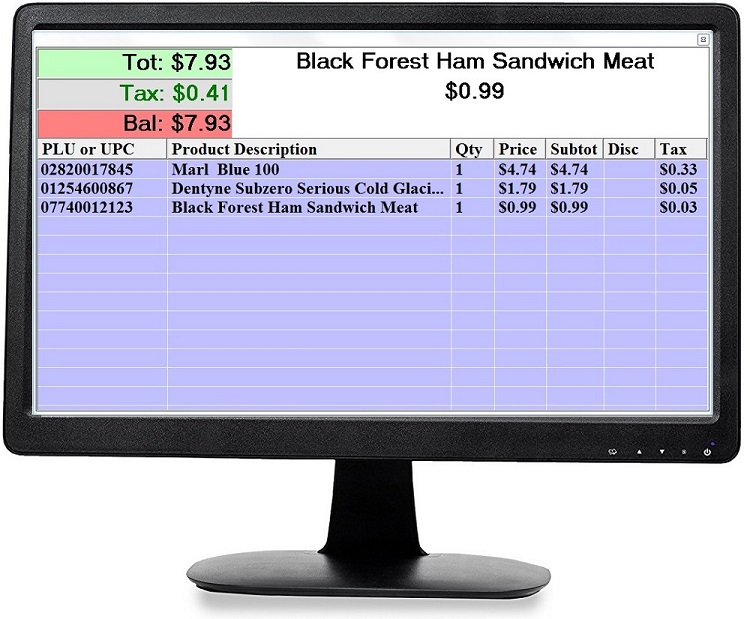 Tot: $7.93
Tax: $0.41
Bal: $7.93
Black Forest Ham Sandwich Meat
$0.99
PLU or UPC Product Description Qty Price Subtot Disc Tax
02820017845 Marl  Blue 100 1 $4.74 $4.74 $0.33
01254600867 Dentyne Subzero Serious Cold Glaci... 1 $1.79 $1.79 $0.05
07740012123 Black Forest Ham Sandwich Meat 1 $0.99 $0.99 $0.03